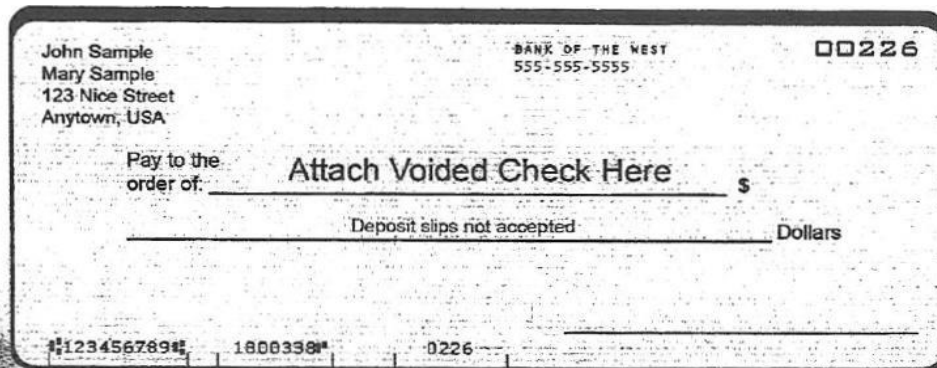 John Sample
Mary Sample
123 Nice Street
Anytown, USA
BANK OF THE WEST
555-555-5555
00226
Pay to the
order of: Attach Voided Check Here $
Deposit slips not accepted Dollars
⑆123456789⑆ 1800338⑈ 0226